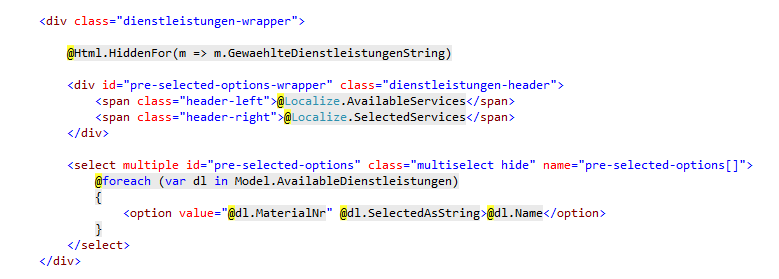 <div class="dienstleistungen-wrapper">
@Html.HiddenFor(m => m.GewaehlteDienstleistungenString)
<div id="pre-selected-options-wrapper" class="dienstleistungen-header">
<span class="header-left">@Localize.AvailableServices</span>
<span class="header-right">@Localize.SelectedServices</span>
</div>
<select multiple id="pre-selected-options" class="multiselect hide" name="pre-selected-options[]">
@foreach (var dl in Model.AvailableDienstleistungen)
{
<option value="@dl.MaterialNr" @dl.SelectedAsString>@dl.Name</option>
}
</select>
</div>